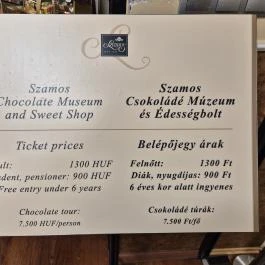 Szamos
Szamos
Chocolate Museum
and Sweet Shop
Ticket prices
1300 HUF
pensioner: 900 HUF
Free entry under 6 years
Chocolate tour:
7.500 HUF/person
Szamos
Csokoládé Múzeum
és Édességbolt
Belépőjegy árak
Felnőtt: 1300 Ft
Diák, nyugdíjas: 900 Ft
6 éves kor alatt ingyenes
Csokoládé túrák:
7.500 Ft/fő